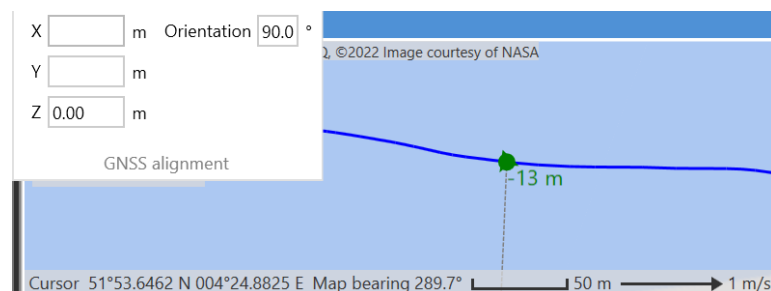 X m Orientation 90.0 °
Y m
Z 0.00 m
GNSS alignment
, ©2022 Image courtesy of NASA
-13 m
Cursor 51°53.6462 N 004°24.8825 E Map bearing 289.7° 50 m 1 m/s